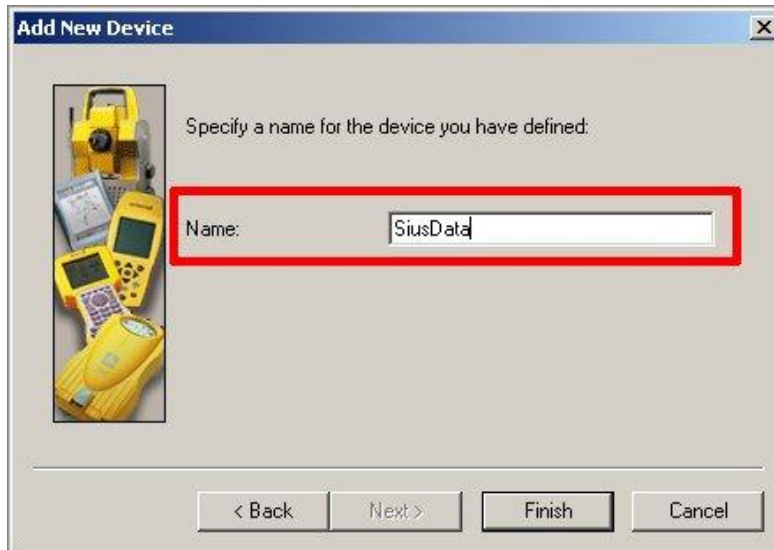 Add New Device
Specify a name for the device you have defined:
Name: SiusData
< Back Next > Finish Cancel